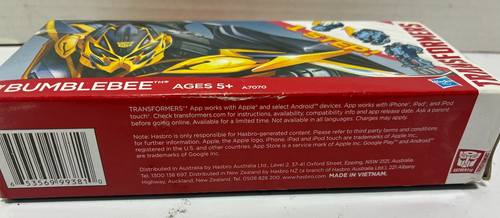 TRANSFORMERS
BUMBLEBEE™
AGES 5+
A7070
Hasbro
TRANSFORMERS™ App works with Apple® and select Android™ devices. App works with iPhone®, iPad®, and iPod
touch®. Check transformers.com for instructions, availability, compatibility info and app release date. Ask a parent
before going online. Available for a limited time. Not available in all languages. Charges may apply.
Note: Hasbro is only responsible for Hasbro-generated content. Please refer to third party terms and conditions
for further information. Apple, the Apple logo, iPhone, iPad and iPod touch are trademarks of Apple Inc.,
registered in the U.S. and other countries. App Store is a service mark of Apple Inc. Google Play™ and Android™
are trademarks of Google Inc.
Distributed in Australia by Hasbro Australia Ltd., Level 2, 37-41 Oxford Street, Epping, NSW 2121, Australia.
Tel: 1300 138 697. Distributed in New Zealand by Hasbro NZ (a branch of Hasbro Australia Ltd.), 221 Albany
Highway, Auckland, New Zealand. Tel: 0508 828 200. www.hasbro.com MADE IN VIETNAM.
53569 99381 0